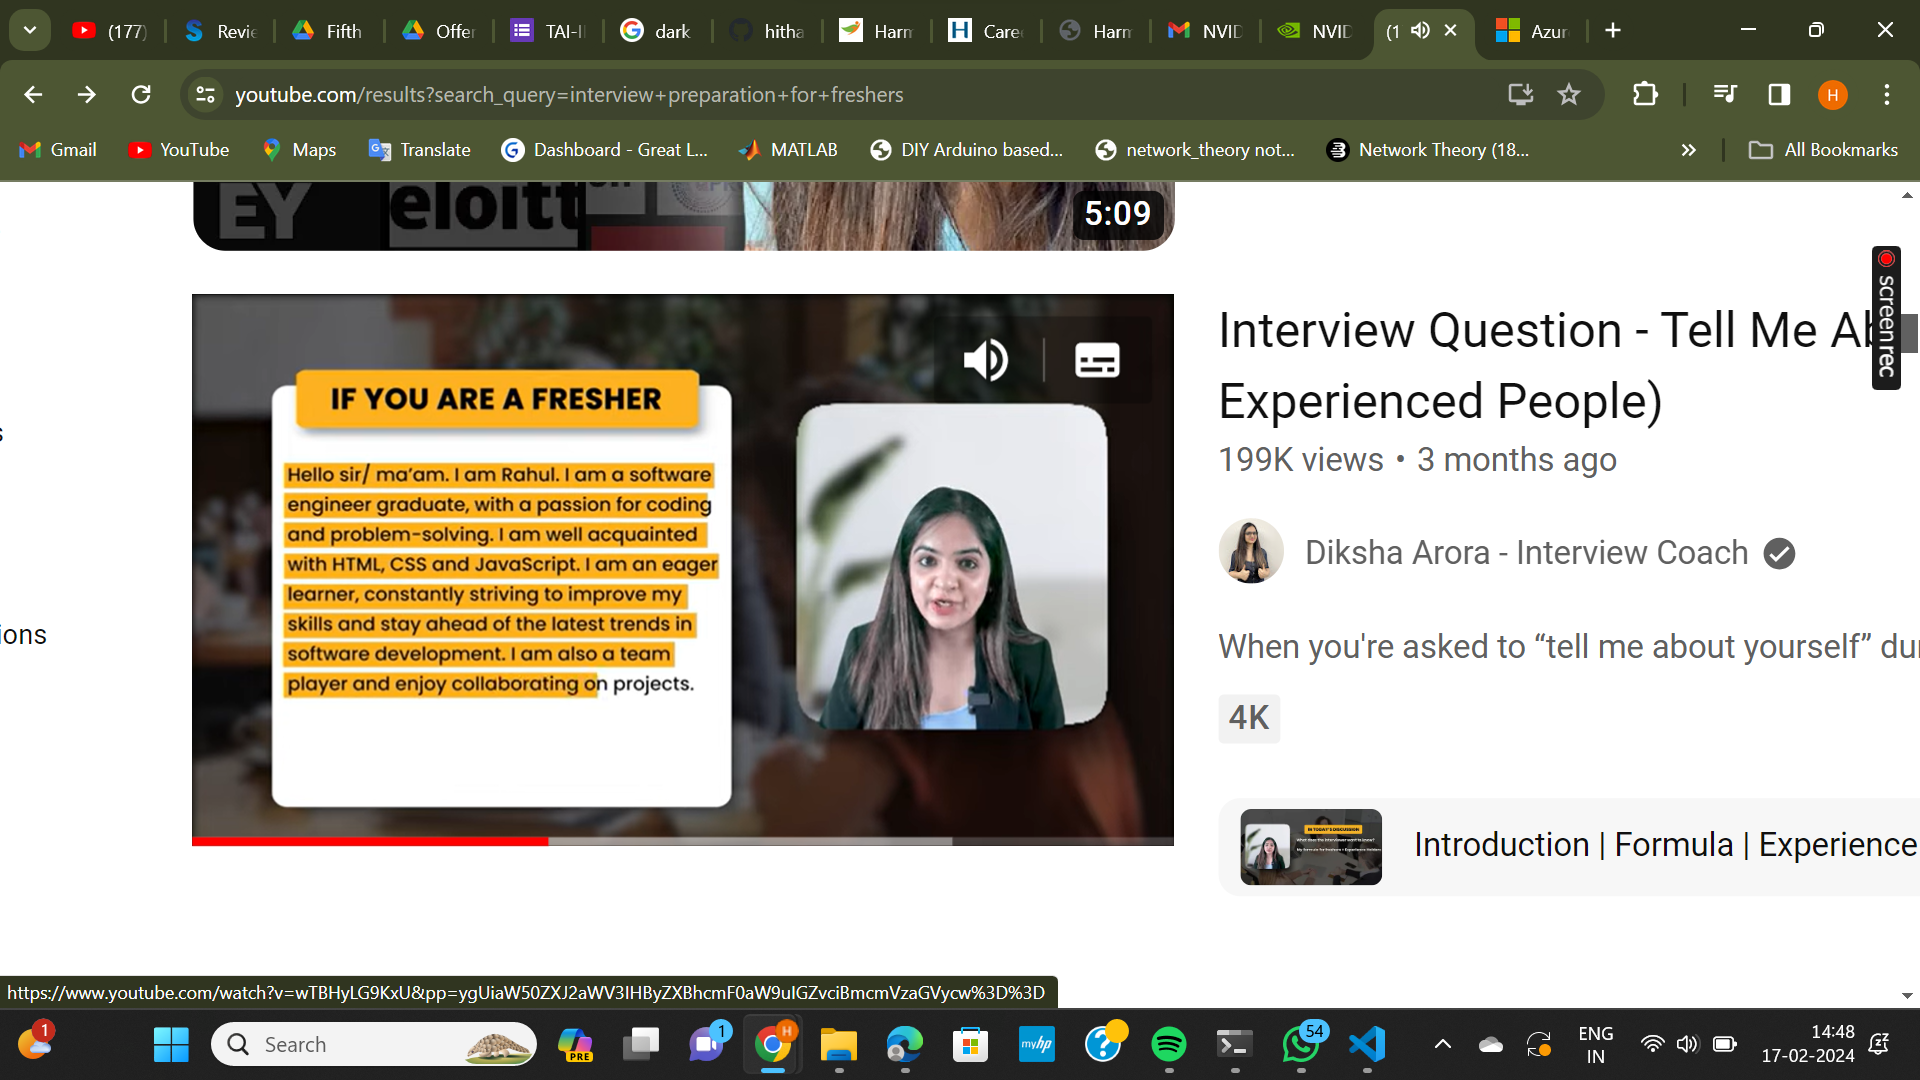 (177)
Revie
Fifth
Offer
TAI-I
dark
hitha
Harm
Care
Harm
NVID
NVID
(1
Azur
youtube.com/results?search_query=interview+preparation+for+freshers
Gmail
YouTube
Maps
Translate
Dashboard - Great L...
MATLAB
DIY Arduino based...
network_theory not...
Network Theory (18...
All Bookmarks
EY
eloitt
5:09
IF YOU ARE A FRESHER
Hello sir/ ma'am. I am Rahul. I am a software
engineer graduate, with a passion for coding
and problem-solving. I am well acquainted
with HTML, CSS and JavaScript. I am an eager
learner, constantly striving to improve my
skills and stay ahead of the latest trends in
software development. I am also a team
player and enjoy collaborating on projects.
Interview Question - Tell Me Ab
Experienced People)
199K views • 3 months ago
Diksha Arora - Interview Coach
When you're asked to “tell me about yourself” du
4K
Introduction | Formula | Experience
screenrec
s
ions
https://www.youtube.com/watch?v=wTBHyLG9KxU&pp=ygUiaW50ZXJ2aWV3IHByZXBhcmF0aW9uIGZvciBmcmVzaGVycw%3D%3D
1
Search
PRE
1
H
myhp
54
ENG
IN
14:48
17-02-2024